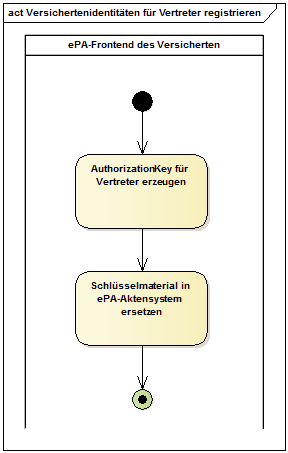 act Versichertenidentitäten für Vertreter registrieren
ePA-Frontend des Versicherten
AuthorizationKey für
Vertreter erzeugen
Schlüsselmaterial in
ePA-Aktensystem
ersetzen